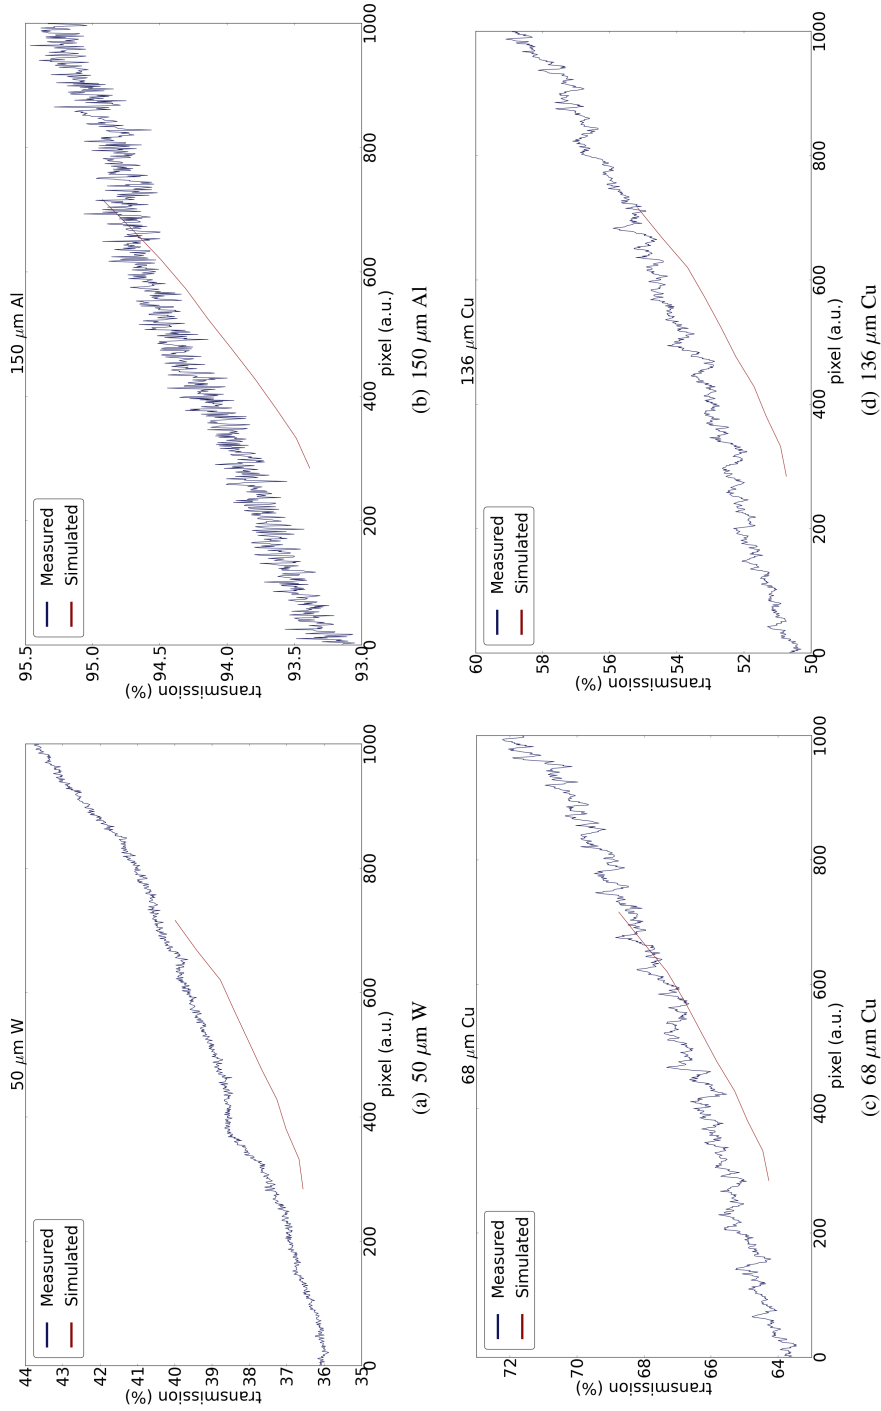 50 μm W
44
43
42
41
40
39
38
37
36
35
transmission (%)
0
200
400
600
800
1000
pixel (a.u.)
Measured
Simulated
(a) 50 μm W
150 μm Al
95.5
95.0
94.5
94.0
93.5
93.0
transmission (%)
0
200
400
600
800
1000
pixel (a.u.)
Measured
Simulated
(b) 150 μm Al
68 μm Cu
72
70
68
66
64
transmission (%)
0
200
400
600
800
1000
pixel (a.u.)
Measured
Simulated
(c) 68 μm Cu
136 μm Cu
60
58
56
54
52
50
transmission (%)
0
200
400
600
800
1000
pixel (a.u.)
Measured
Simulated
(d) 136 μm Cu